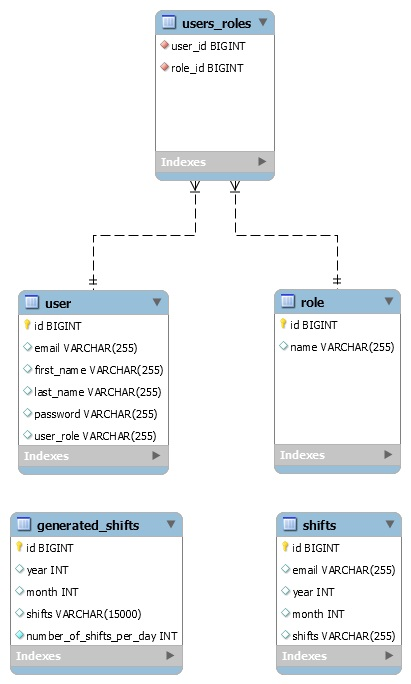 users_roles
user_id BIGINT
role_id BIGINT
Indexes
user
id BIGINT
email VARCHAR(255)
first_name VARCHAR(255)
last_name VARCHAR(255)
password VARCHAR(255)
user_role VARCHAR(255)
Indexes
role
id BIGINT
name VARCHAR(255)
Indexes
generated_shifts
id BIGINT
year INT
month INT
shifts VARCHAR(15000)
number_of_shifts_per_day INT
Indexes
shifts
id BIGINT
email VARCHAR(255)
year INT
month INT
shifts VARCHAR(255)
Indexes